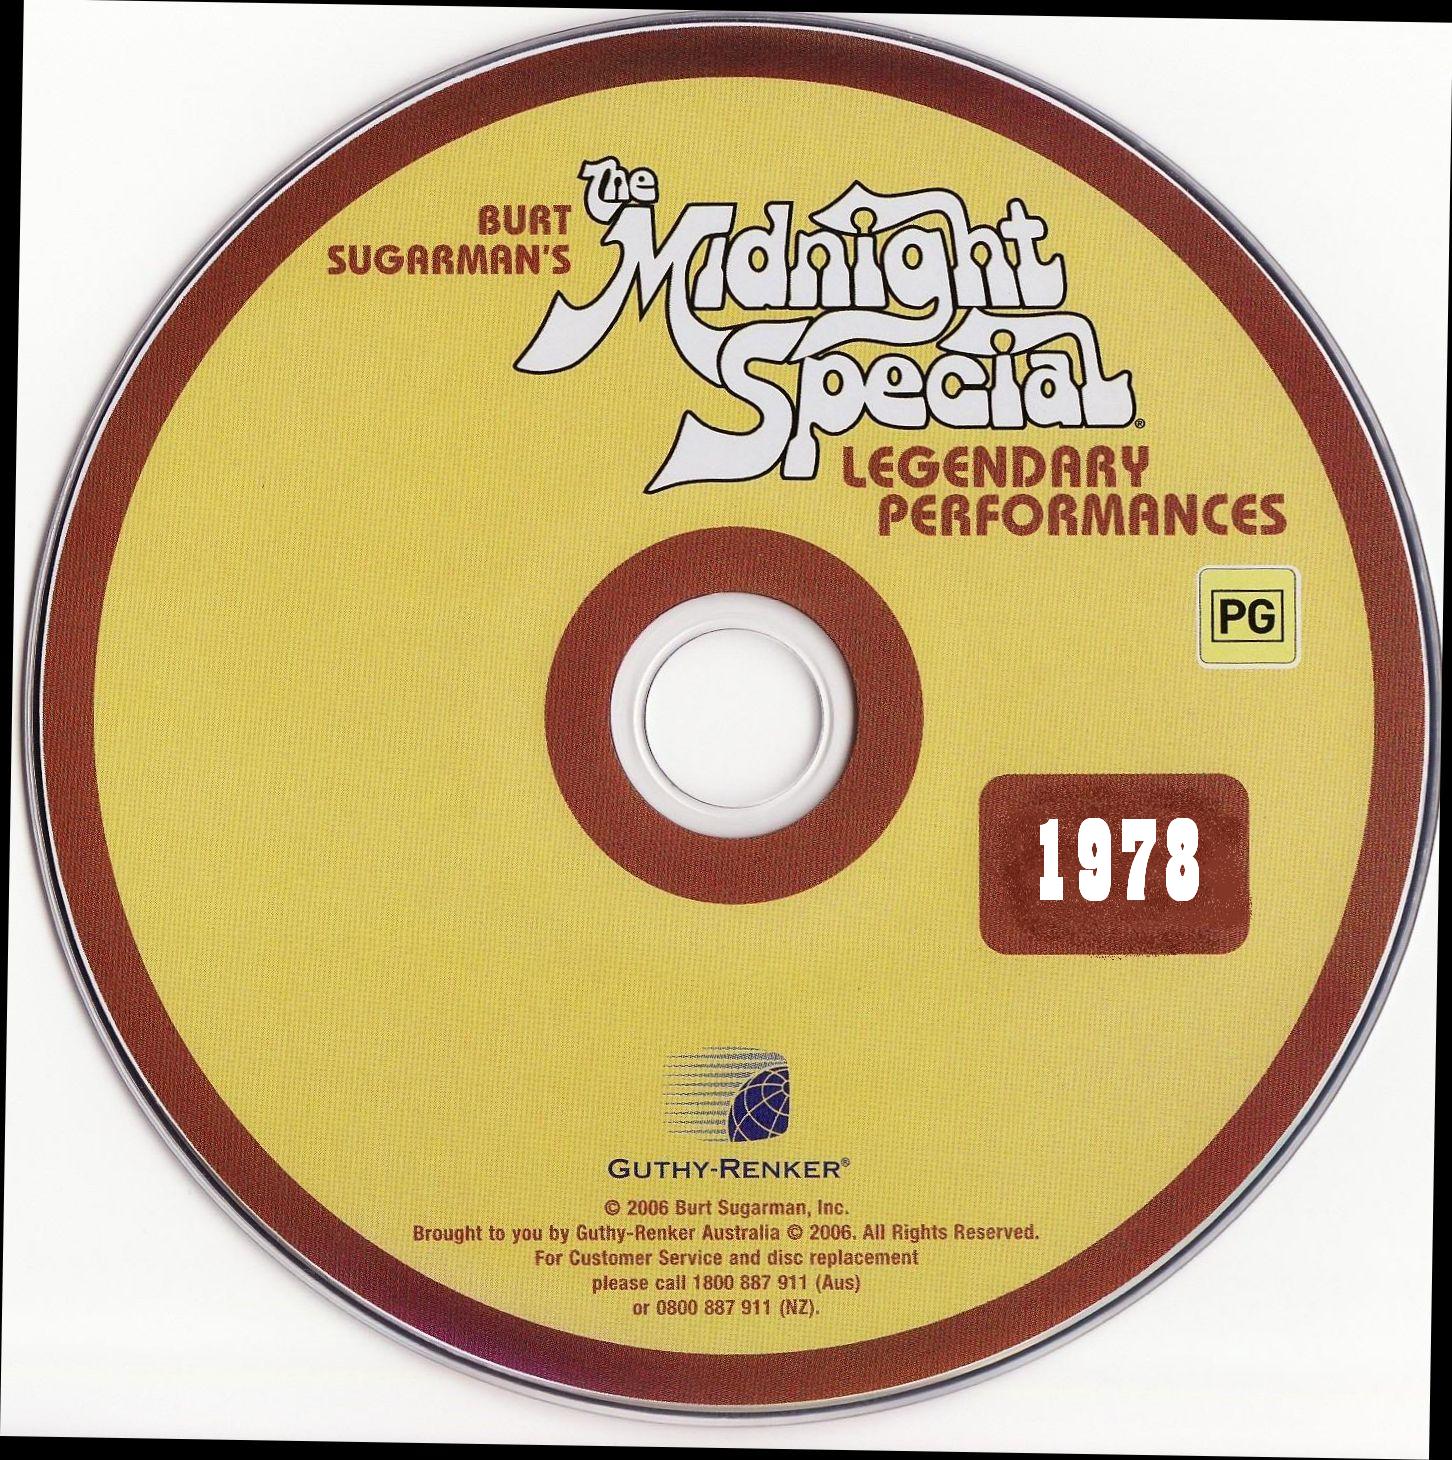 BURT
SUGARMAN'S
The
Midnight
Special®
LEGENDARY
PERFORMANCES
PG
1978
GUTHY-RENKER®
© 2006 Burt Sugarman, Inc.
Brought to you by Guthy-Renker Australia © 2006. All Rights Reserved.
For Customer Service and disc replacement
please call 1800 887 911 (Aus)
or 0800 887 911 (NZ).